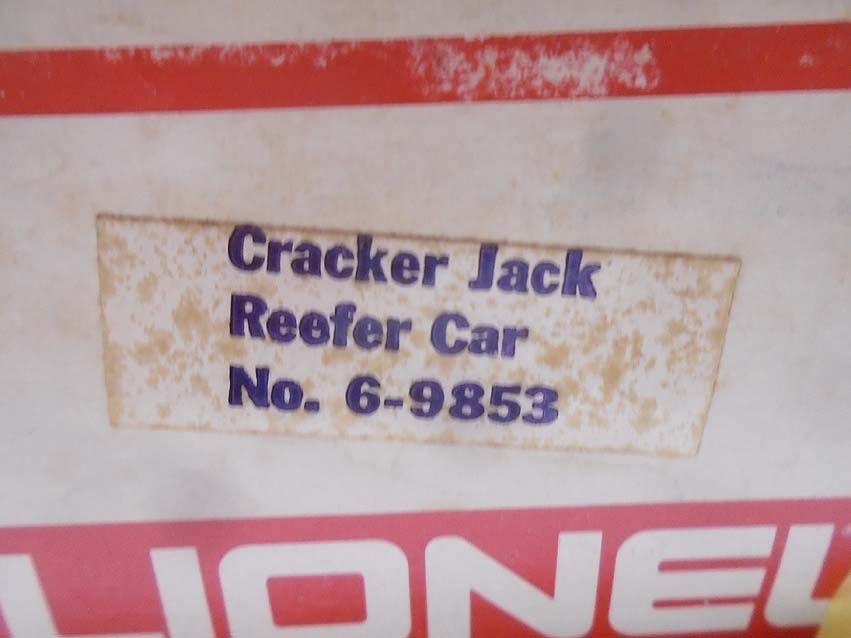 Cracker Jack
Reefer Car
No. 6-9853
LIONEL